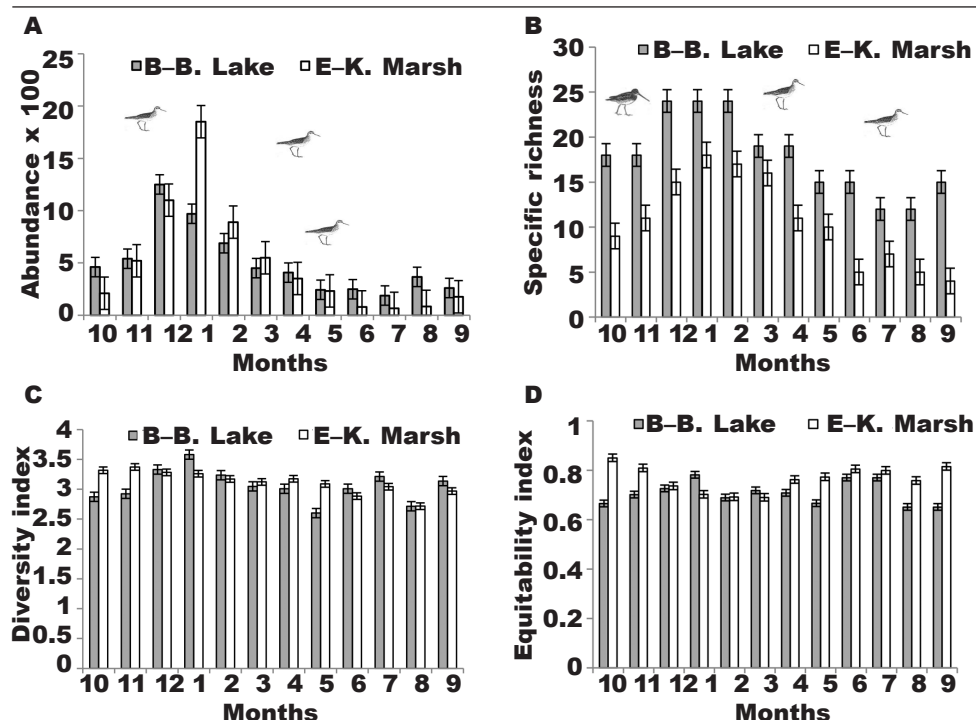 A
Abundance x 100
25
20
15
10
5
0
B–B. Lake E–K. Marsh
10 11 12 1 2 3 4 5 6 7 8 9
Months
B
Specific richness
30
25
20
15
10
5
0
B–B. Lake E–K. Marsh
10 11 12 1 2 3 4 5 6 7 8 9
Months
C
Diversity index
4
3.5
3
2.5
2
1.5
1
0.5
0
B–B. Lake E–K. Marsh
10 11 12 1 2 3 4 5 6 7 8 9
Months
D
Equitability index
1
0.8
0.6
0.4
0.2
0
B–B. Lake E–K. Marsh
10 11 12 1 2 3 4 5 6 7 8 9
Months